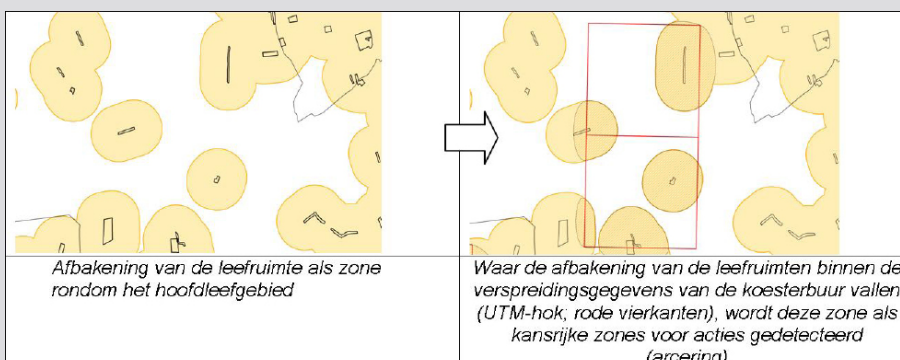 Afbakening van de leefruimte als zone
rondom het hoofdleefgebied
Waar de afbakening van de leefruimten binnen de
verspreidingsgegevens van de koesterbuur vallen
(UTM-hok; rode vierkanten), wordt deze zone als
kansrijke zones voor acties gedetecteerd
(arcering)